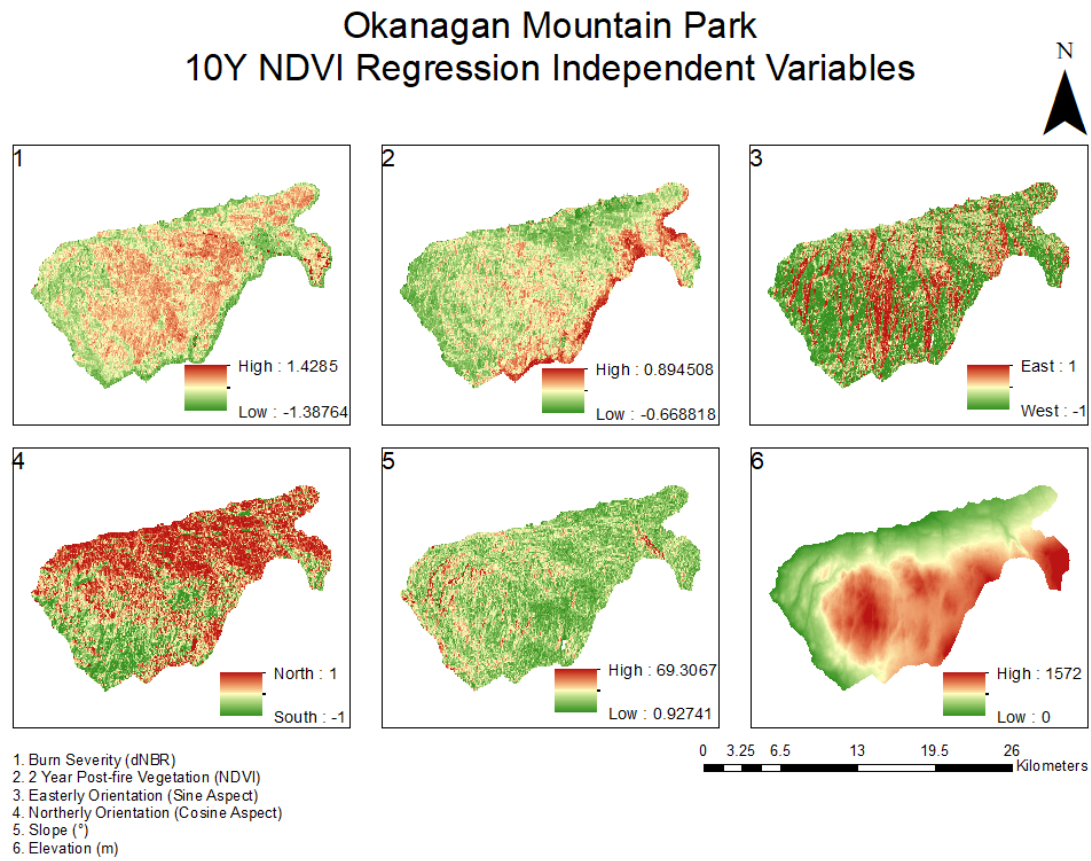 Okanagan Mountain Park
10Y NDVI Regression Independent Variables
N
1
High : 1.4285
Low : -1.38764
2
High : 0.894508
Low : -0.668818
3
East : 1
West : -1
4
North : 1
South : -1
5
High : 69.3067
Low : 0.92741
6
High : 1572
Low : 0
1. Burn Severity (dNBR)
2. 2 Year Post-fire Vegetation (NDVI)
3. Easterly Orientation (Sine Aspect)
4. Northerly Orientation (Cosine Aspect)
5. Slope (°)
6. Elevation (m)
0 3.25 6.5 13 19.5 26
Kilometers